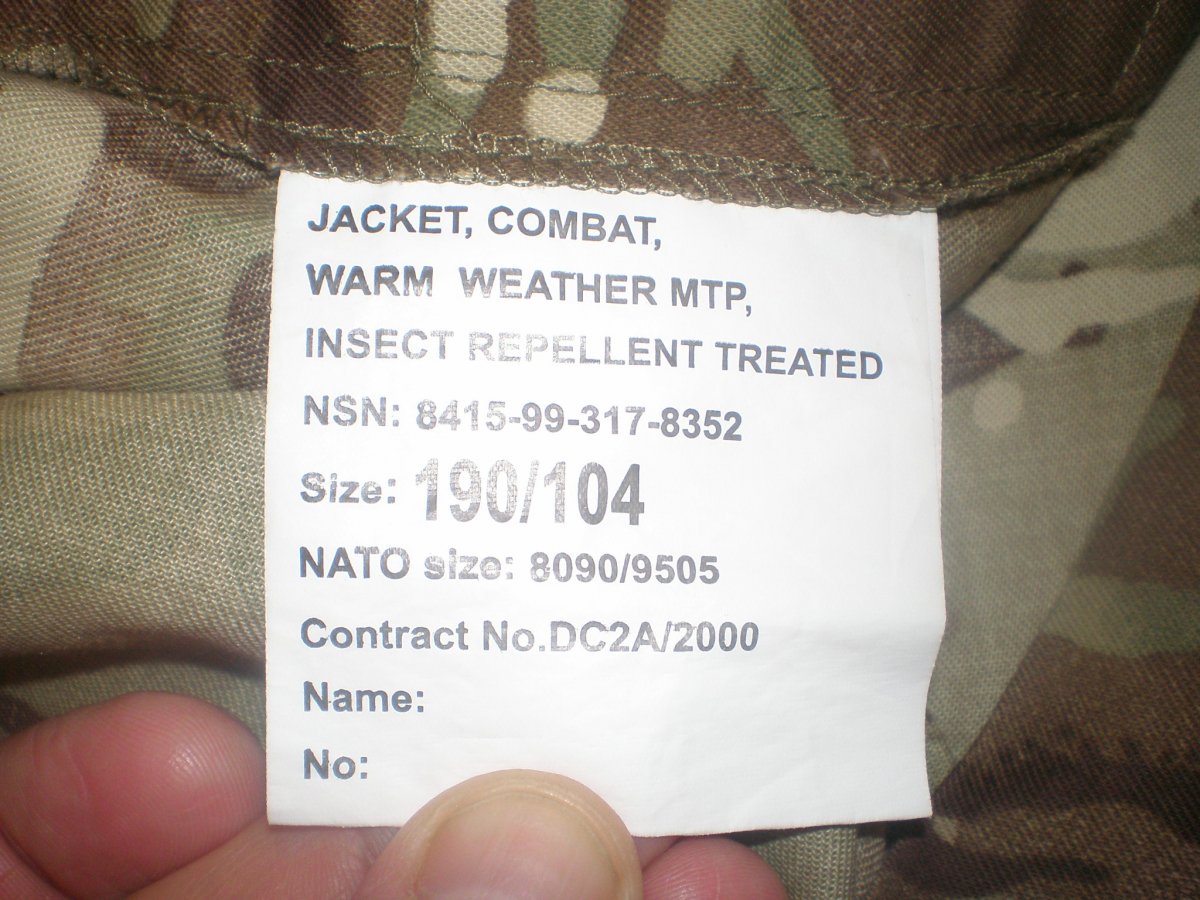 JACKET, COMBAT,
WARM WEATHER MTP,
INSECT REPELLENT TREATED
NSN: 8415-99-317-8352
Size: 190/104
NATO size: 8090/9505
Contract No.DC2A/2000
Name:
No: